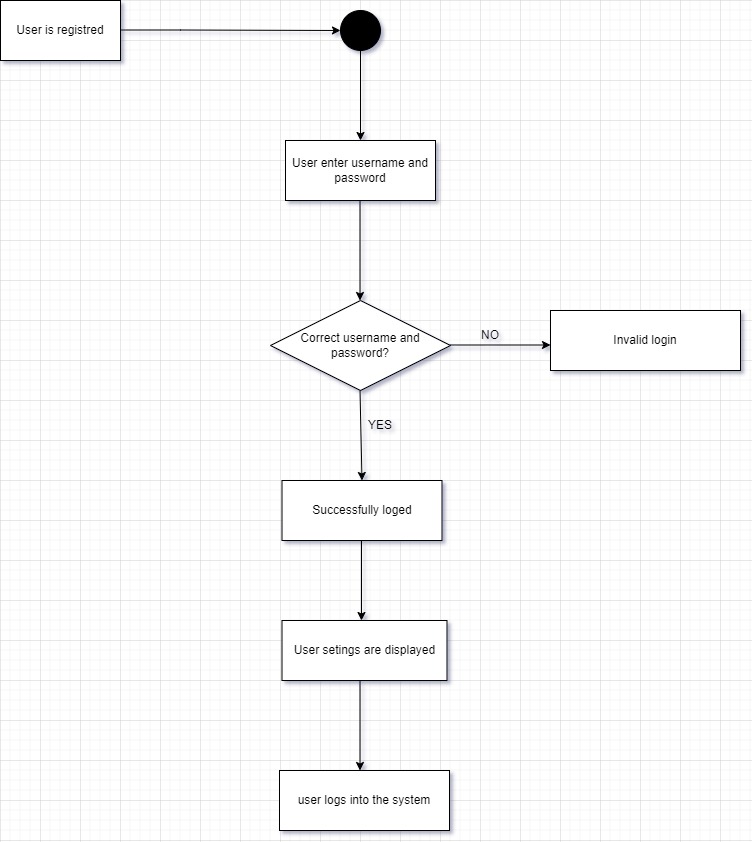 User is registred
User enter username and
password
Correct username and
password?
NO
Invalid login
YES
Successfully loged
User setings are displayed
user logs into the system